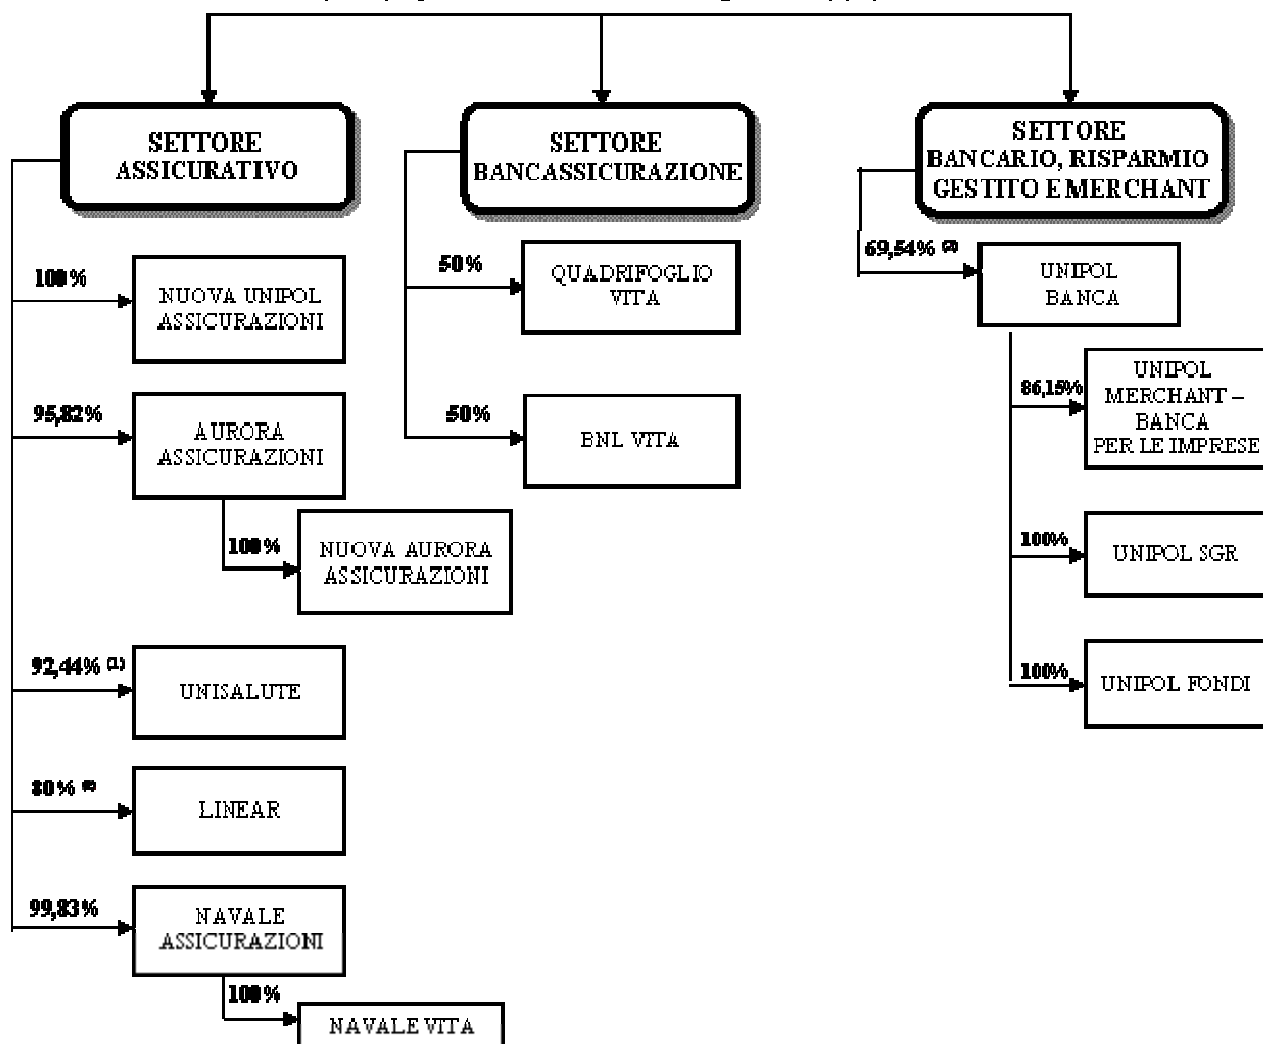 SETTORE
ASSICURATIVO
100%
NUOVA UNIPOL
ASSICURAZIONI
95,82%
AURORA
ASSICURAZIONI
100%
NUOVA AURORA
ASSICURAZIONI
92,44% (1)
UNISALUTE
80%
LINEAR
99,83%
NAVALE
ASSICURAZIONI
100%
NAVALE VITA
SETTORE
BANCASSICURAZIONE
50%
QUADRIFOGLIO
VITA
50%
BNL VITA
SETTORE
BANCARIO, RISPARMIO
GESTITO E MERCHANT
69,54%
UNIPOL
BANCA
86,15%
UNIPOL
MERCHANT –
BANCA
PER LE IMPRESE
100%
UNIPOL SGR
100%
UNIPOL FONDI